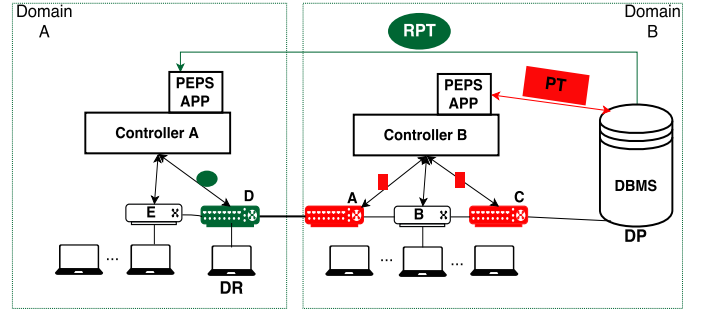 Domain
A
RPT
Domain
B
PEPS
APP
PEPS
APP
PT
Controller A
Controller B
DBMS
E
D
A
B
C
...
...
...
DR
DP